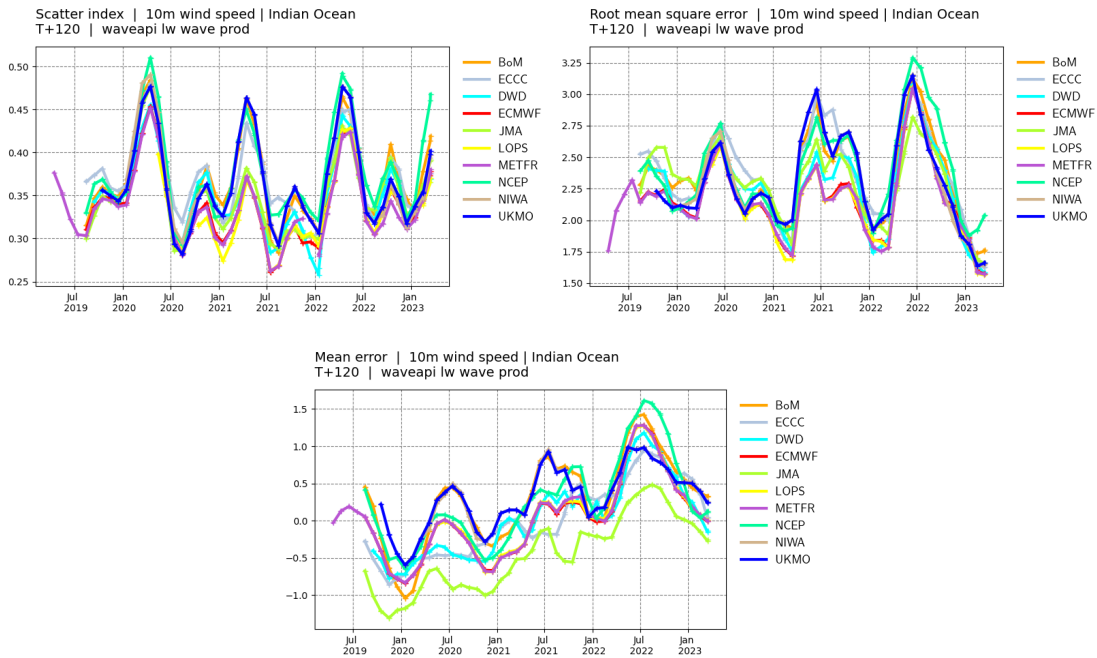 Scatter index | 10m wind speed | Indian Ocean
T+120 | waveapi lw wave prod
0.50
0.45
0.40
0.35
0.30
0.25
Jul 2019
Jan 2020
Jul 2020
Jan 2021
Jul 2021
Jan 2022
Jul 2022
Jan 2023
BoM
ECCC
DWD
ECMWF
JMA
LOPS
METFR
NCEP
NIWA
UKMO
Root mean square error | 10m wind speed | Indian Ocean
T+120 | waveapi lw wave prod
3.25
3.00
2.75
2.50
2.25
2.00
1.75
1.50
Jul 2019
Jan 2020
Jul 2020
Jan 2021
Jul 2021
Jan 2022
Jul 2022
Jan 2023
BoM
ECCC
DWD
ECMWF
JMA
LOPS
METFR
NCEP
NIWA
UKMO
Mean error | 10m wind speed | Indian Ocean
T+120 | waveapi lw wave prod
1.5
1.0
0.5
0.0
−0.5
−1.0
Jul 2019
Jan 2020
Jul 2020
Jan 2021
Jul 2021
Jan 2022
Jul 2022
Jan 2023
BoM
ECCC
DWD
ECMWF
JMA
LOPS
METFR
NCEP
NIWA
UKMO